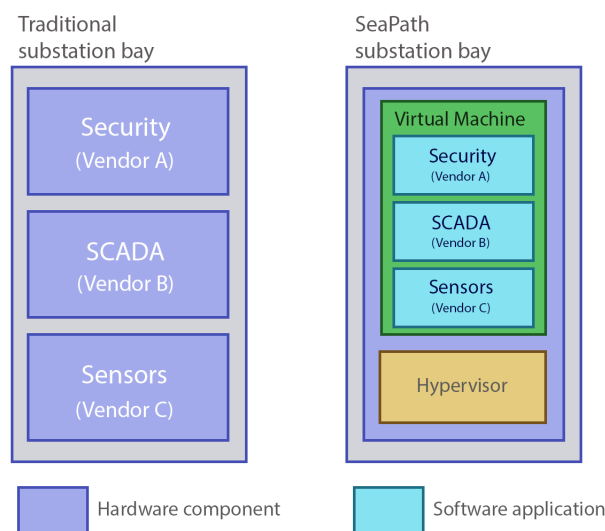 Traditional
substation bay
Security
(Vendor A)
SCADA
(Vendor B)
Sensors
(Vendor C)
Hardware component
SeaPath
substation bay
Virtual Machine
Security
(Vendor A)
SCADA
(Vendor B)
Sensors
(Vendor C)
Hypervisor
Software application